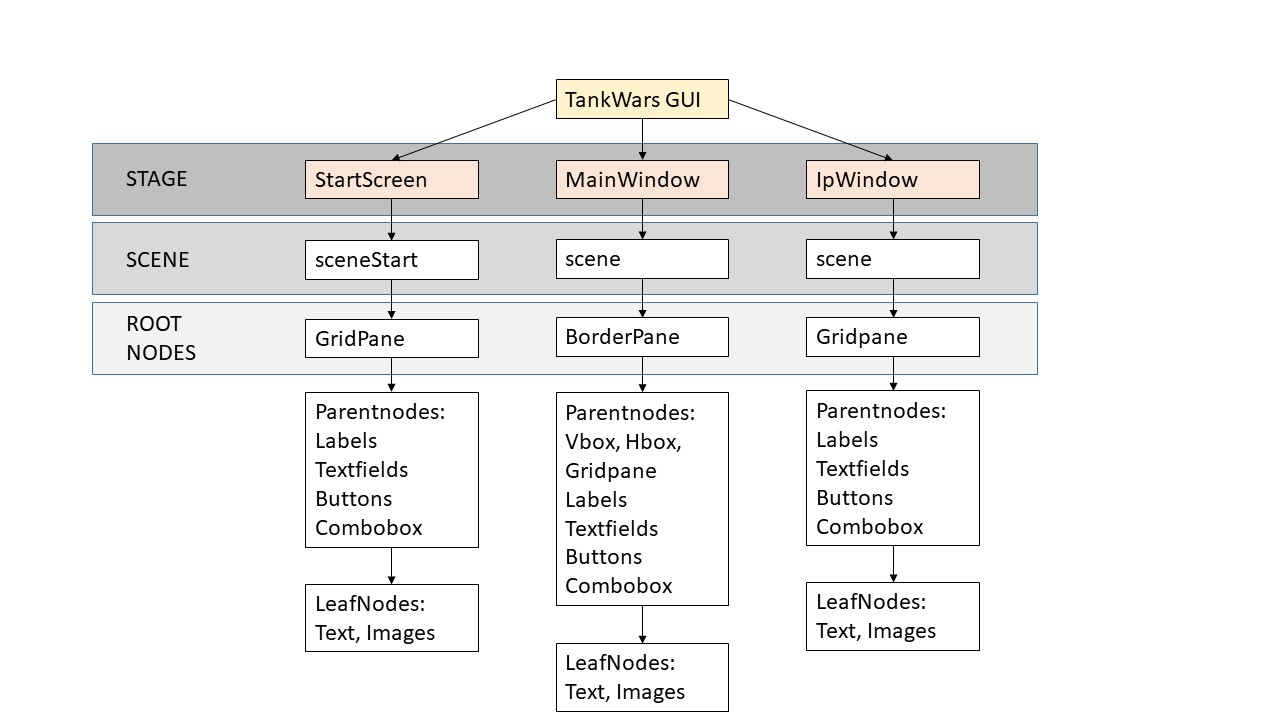 TankWars GUI
STAGE
StartScreen
MainWindow
IpWindow
SCENE
sceneStart
scene
scene
ROOT
NODES
GridPane
BorderPane
Gridpane
Parentnodes:
Labels
Textfields
Buttons
Combobox
Parentnodes:
Vbox, Hbox,
Gridpane
Labels
Textfields
Buttons
Combobox
Parentnodes:
Labels
Textfields
Buttons
Combobox
LeafNodes:
Text, Images
LeafNodes:
Text, Images
LeafNodes:
Text, Images